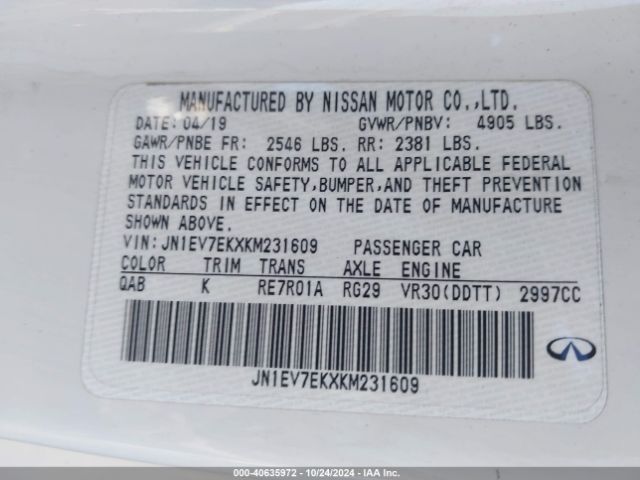 MANUFACTURED BY NISSAN MOTOR CO.,LTD.
DATE: 04/19 GVWR/PNBV: 4905 LBS.
GAWR/PNBE FR: 2546 LBS. RR: 2381 LBS.
THIS VEHICLE CONFORMS TO ALL APPLICABLE FEDERAL
MOTOR VEHICLE SAFETY,BUMPER,AND THEFT PREVENTION
STANDARDS IN EFFECT ON THE DATE OF MANUFACTURE
SHOWN ABOVE.
VIN:JN1EV7EKXKM231609 PASSENGER CAR
COLOR TRIM TRANS AXLE ENGINE
QAB K RE7R01A RG29 VR30(DDTT) 2997CC
JN1EV7EKXKM231609
000-40635972 • 10/24/2024 • IAA Inc.